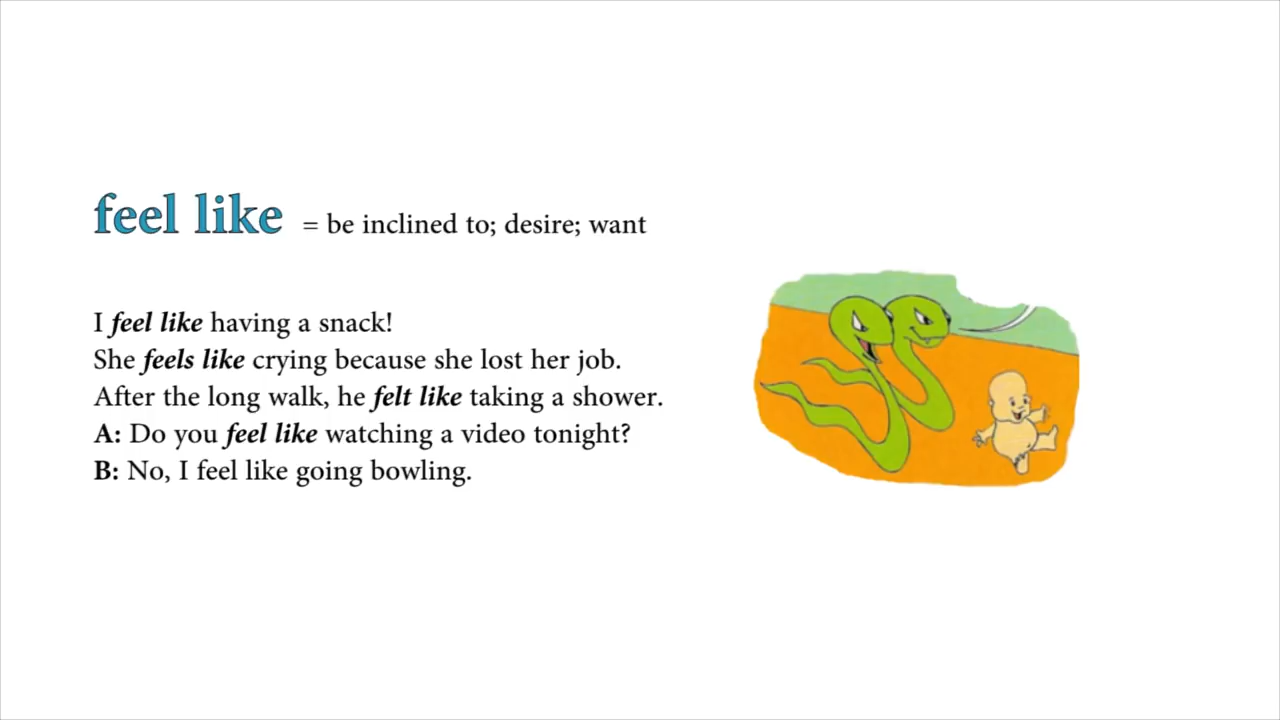 feel like = be inclined to; desire; want
I feel like having a snack!
She feels like crying because she lost her job.
After the long walk, he felt like taking a shower.
A: Do you feel like watching a video tonight?
B: No, I feel like going bowling.